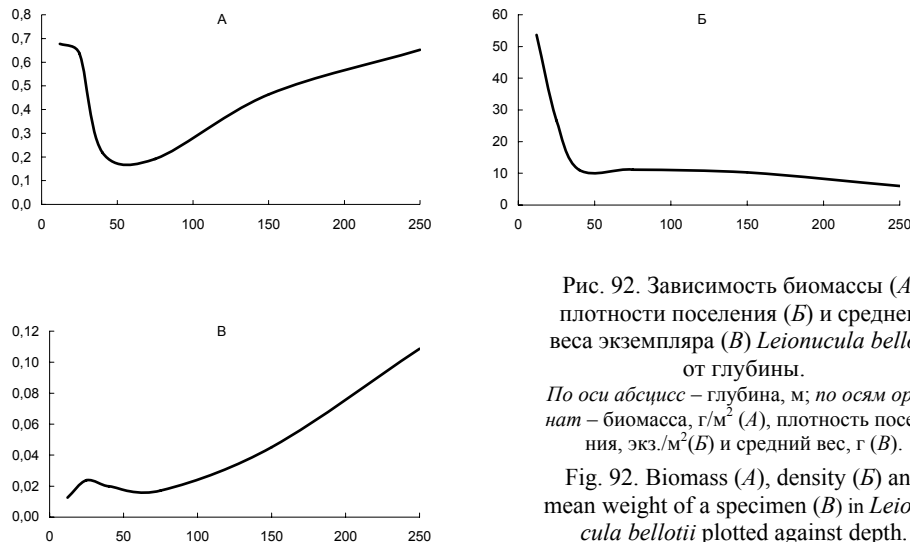 А
0,8
0,7
0,6
0,5
0,4
0,3
0,2
0,1
0,0
0 50 100 150 200 250
Б
60
50
40
30
20
10
0
0 50 100 150 200 250
В
0,12
0,10
0,08
0,06
0,04
0,02
0,00
0 50 100 150 200 250
Рис. 92. Зависимость биомассы (А
плотности поселения (Б) и средне
веса экземпляра (В) Leionucula bello
от глубины.
По оси абсцисс – глубина, м; по осям ор
нат – биомасса, г/м² (А), плотность посе
ния, экз./м²(Б) и средний вес, г (В).
Fig. 92. Biomass (А), density (Б) an
mean weight of a specimen (В) in Leio
cula bellotii plotted against depth.